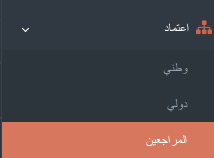 اعتماد
وطني
دولي
المراجعين